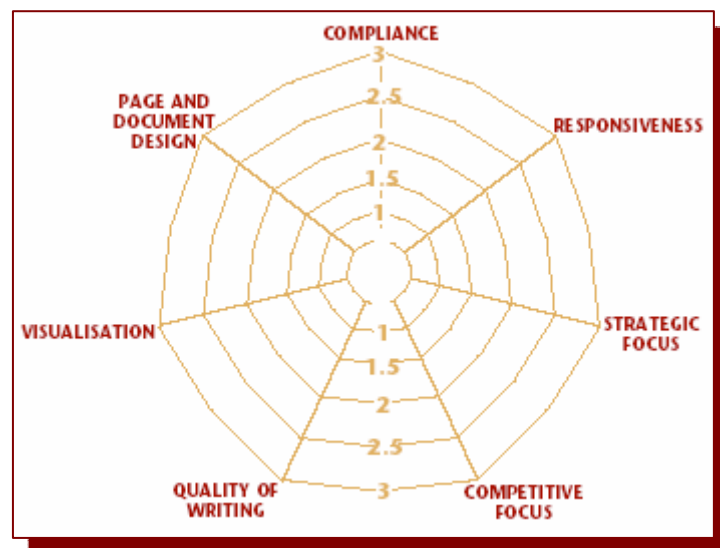 COMPLIANCE
3
PAGE AND
DOCUMENT
DESIGN
2.5
RESPONSIVENESS
2
1.5
1
VISUALISATION
STRATEGIC
FOCUS
1
1.5
2
2.5
3
QUALITY OF
WRITING
COMPETITIVE
FOCUS